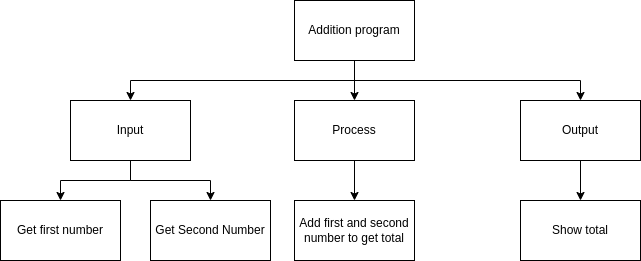 Addition program
Input
Process
Output
Get first number
Get Second Number
Add first and second
number to get total
Show total